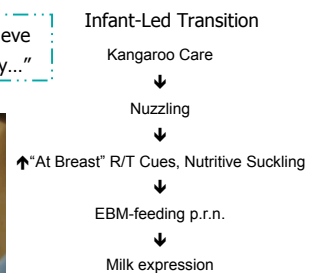 eve
y…”
Infant-Led Transition
Kangaroo Care
↓
Nuzzling
↓
↑“At Breast” R/T Cues, Nutritive Suckling
↓
EBM-feeding p.r.n.
↓
Milk expression